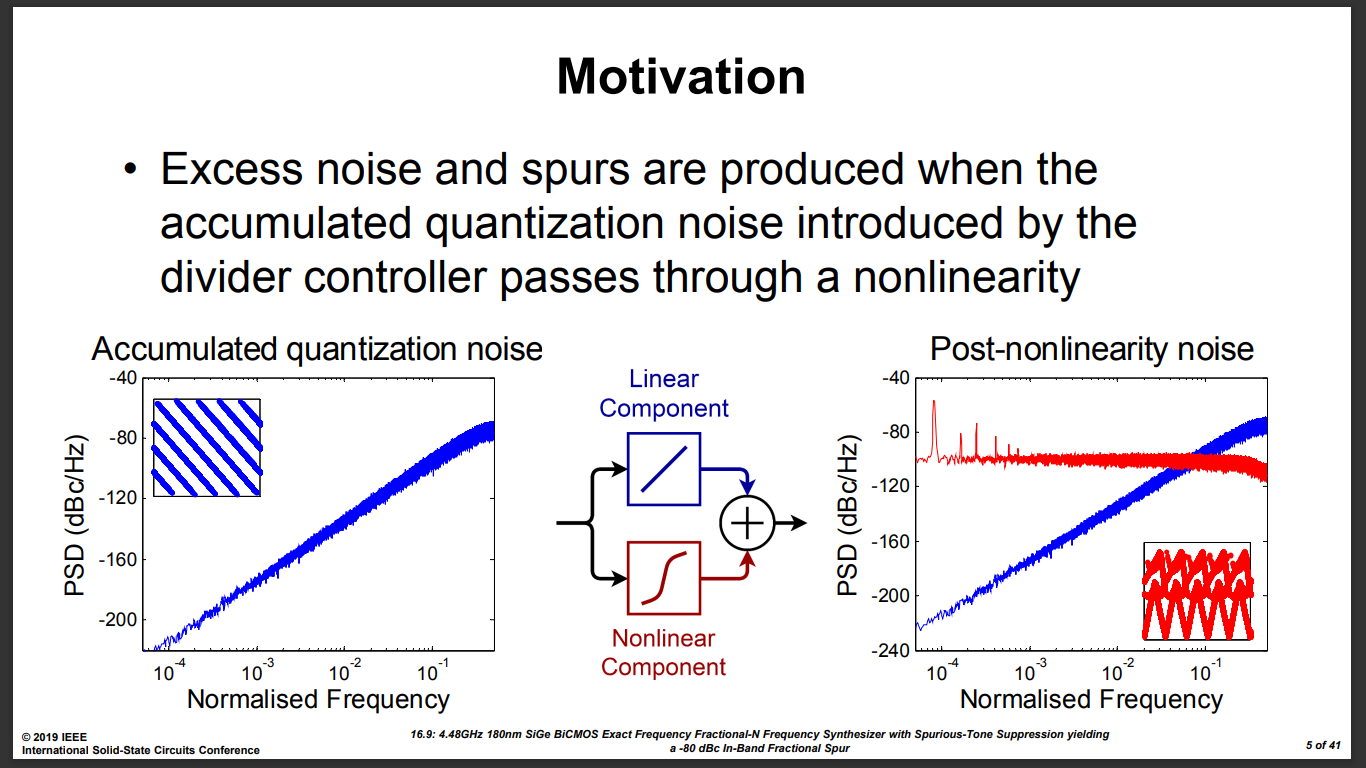 Motivation
• Excess noise and spurs are produced when the
accumulated quantization noise introduced by the
divider controller passes through a nonlinearity
Accumulated quantization noise
-40
-80
-120
-160
-200
PSD (dBc/Hz)
10-4
10-3
10-2
10-1
Normalised Frequency
Linear
Component
Nonlinear
Component
Post-nonlinearity noise
-40
-80
-120
-160
-200
-240
PSD (dBc/Hz)
10-4
10-3
10-2
10-1
Normalised Frequency
© 2019 IEEE
International Solid-State Circuits Conference
16.9: 4.48GHz 180nm SiGe BiCMOS Exact Frequency Fractional-N Frequency Synthesizer with Spurious-Tone Suppression yielding
a -80 dBc In-Band Fractional Spur
5 of 41